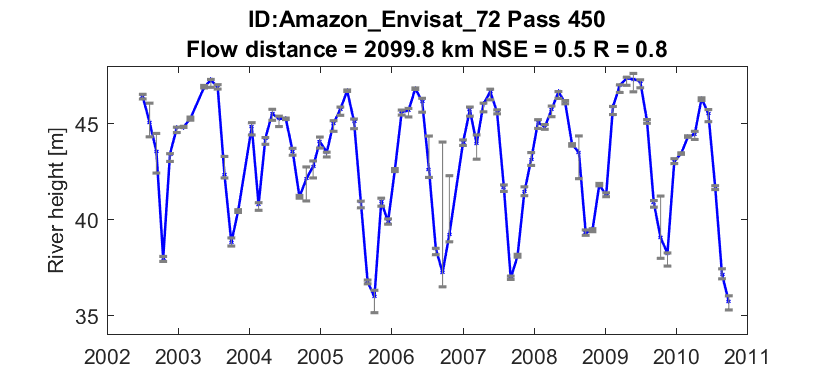 ID:Amazon_Envisat_72 Pass 450
Flow distance = 2099.8 km NSE = 0.5 R = 0.8
River height [m]
45
40
35
2002 2003 2004 2005 2006 2007 2008 2009 2010 2011